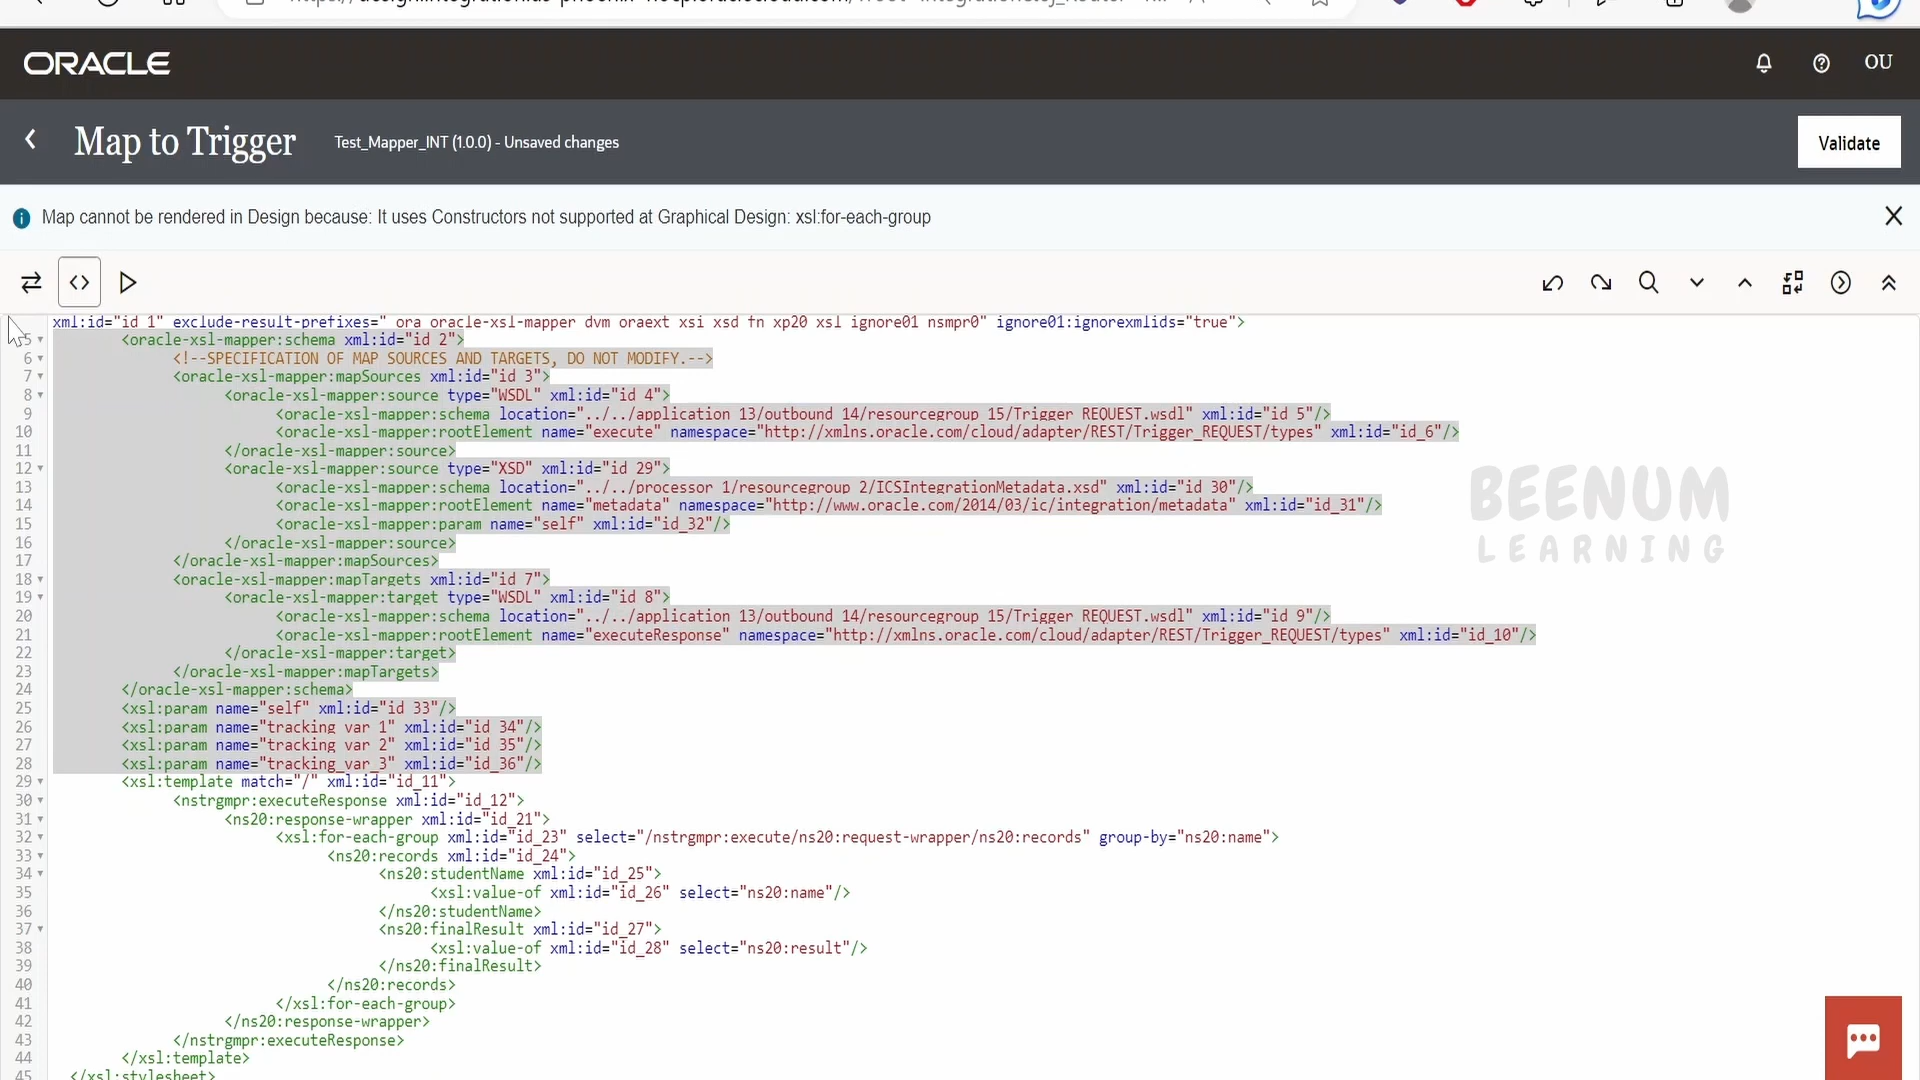 ORACLE
OU
Map to Trigger
Test_Mapper_INT (1.0.0) - Unsaved changes
Validate
Map cannot be rendered in Design because: It uses Constructors not supported at Graphical Design: xsl:for-each-group
xml:id="id_1" exclude-result-prefixes=" ora oracle-xsl-mapper dvm oraext xsi xsd fn xp20 xsl ignore01 nsmpr0" ignore01:ignorexmlids="true">
5 <oracle-xsl-mapper:schema xml:id="id_2">
6 <!--SPECIFICATION OF MAP SOURCES AND TARGETS, DO NOT MODIFY.-->
7 <oracle-xsl-mapper:mapSources xml:id="id_3">
8 <oracle-xsl-mapper:source type="WSDL" xml:id="id_4">
9 <oracle-xsl-mapper:schema location="../../application_13/outbound_14/resourcegroup_15/Trigger_REQUEST.wsdl" xml:id="id_5"/>
10 <oracle-xsl-mapper:rootElement name="execute" namespace="http://xmlns.oracle.com/cloud/adapter/REST/Trigger_REQUEST/types" xml:id="id_6"/>
11 </oracle-xsl-mapper:source>
12 <oracle-xsl-mapper:source type="XSD" xml:id="id_29">
13 <oracle-xsl-mapper:schema location="../../processor_1/resourcegroup_2/ICSIntegrationMetadata.xsd" xml:id="id_30"/>
14 <oracle-xsl-mapper:rootElement name="metadata" namespace="http://www.oracle.com/2014/03/ic/integration/metadata" xml:id="id_31"/>
15 <oracle-xsl-mapper:param name="self" xml:id="id_32"/>
16 </oracle-xsl-mapper:source>
17 </oracle-xsl-mapper:mapSources>
18 <oracle-xsl-mapper:mapTargets xml:id="id_7">
19 <oracle-xsl-mapper:target type="WSDL" xml:id="id_8">
20 <oracle-xsl-mapper:schema location="../../application_13/outbound_14/resourcegroup_15/Trigger_REQUEST.wsdl" xml:id="id_9"/>
21 <oracle-xsl-mapper:rootElement name="executeResponse" namespace="http://xmlns.oracle.com/cloud/adapter/REST/Trigger_REQUEST/types" xml:id="id_10"/>
22 </oracle-xsl-mapper:target>
23 </oracle-xsl-mapper:mapTargets>
24 </oracle-xsl-mapper:schema>
25 <xsl:param name="self" xml:id="id_33"/>
26 <xsl:param name="tracking_var_1" xml:id="id_34"/>
27 <xsl:param name="tracking_var_2" xml:id="id_35"/>
28 <xsl:param name="tracking_var_3" xml:id="id_36"/>
29 <xsl:template match="/" xml:id="id_11">
30 <nstrgmpr:executeResponse xml:id="id_12">
31 <ns20:response-wrapper xml:id="id_21">
32 <xsl:for-each-group xml:id="id_23" select="/nstrgmpr:execute/ns20:request-wrapper/ns20:records" group-by="ns20:name">
33 <ns20:records xml:id="id_24">
34 <ns20:studentName xml:id="id_25">
35 <xsl:value-of xml:id="id_26" select="ns20:name"/>
36 </ns20:studentName>
37 <ns20:finalResult xml:id="id_27">
38 <xsl:value-of xml:id="id_28" select="ns20:result"/>
39 </ns20:finalResult>
40 </ns20:records>
41 </xsl:for-each-group>
42 </ns20:response-wrapper>
43 </nstrgmpr:executeResponse>
44 </xsl:template>
45 </xsl:stylesheet>
BEENUM
LEARNING